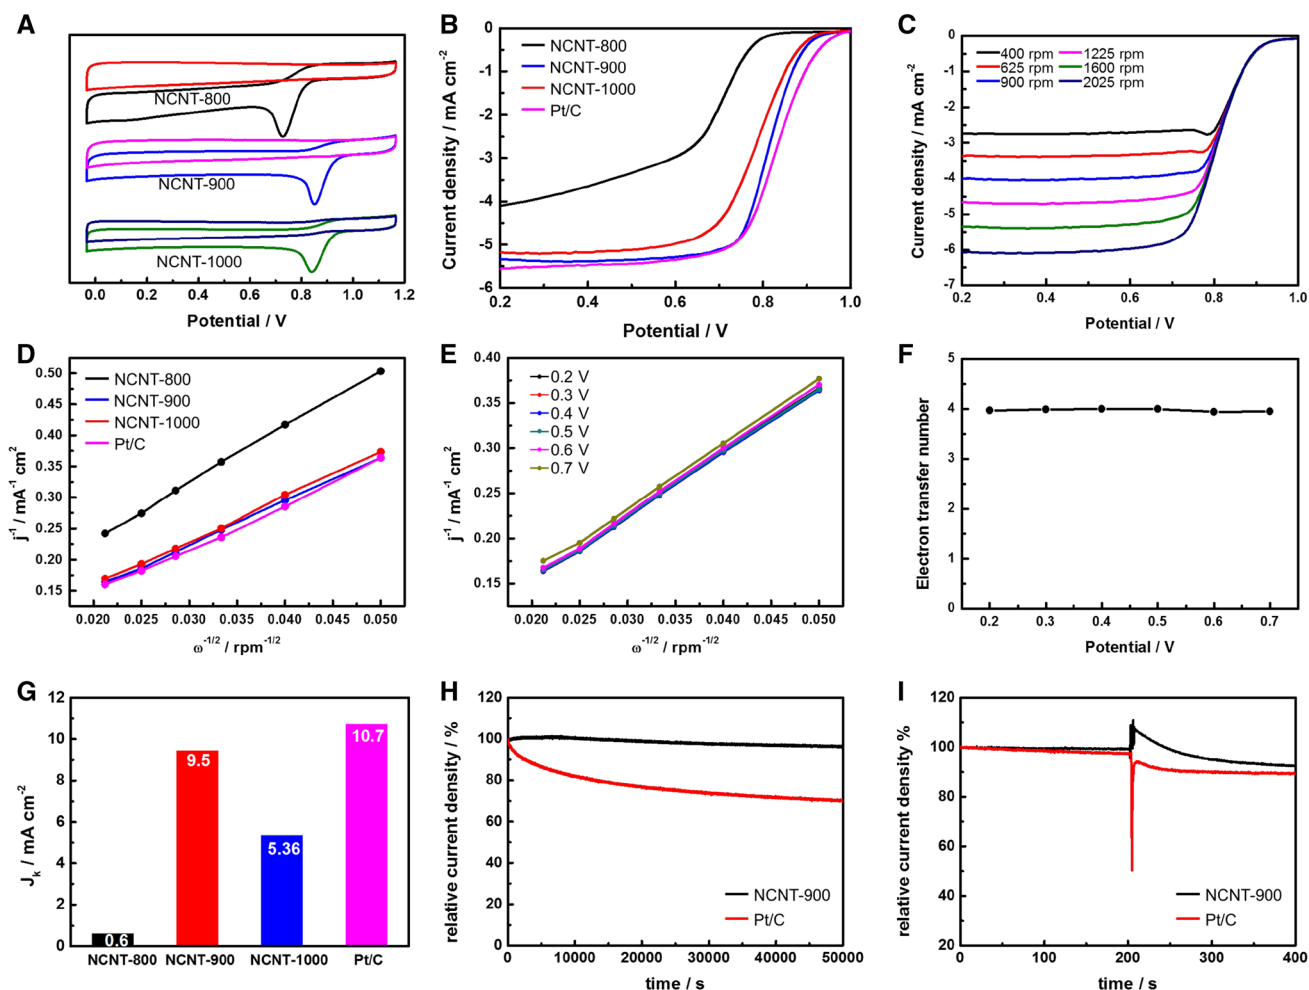 A
NCNT-800
NCNT-900
NCNT-1000
0.0 0.2 0.4 0.6 0.8 1.0 1.2
Potential / V
B
NCNT-800
NCNT-900
NCNT-1000
Pt/C
0
-1
-2
-3
-4
-5
-6
Current density / mA cm-2
0.2 0.4 0.6 0.8 1.0
Potential / V
C
400 rpm 1225 rpm
625 rpm 1600 rpm
900 rpm 2025 rpm
0
-1
-2
-3
-4
-5
-6
-7
Current density / mA cm-2
0.2 0.4 0.6 0.8 1.0
Potential / V
D
NCNT-800
NCNT-900
NCNT-1000
Pt/C
0.50
0.45
0.40
0.35
0.30
0.25
0.20
0.15
j-1 / mA-1 cm2
0.020 0.025 0.030 0.035 0.040 0.045 0.050
ω-1/2 / rpm-1/2
E
0.2 V
0.3 V
0.4 V
0.5 V
0.6 V
0.7 V
0.40
0.35
0.30
0.25
0.20
0.15
j-1 / mA-1 cm2
0.020 0.025 0.030 0.035 0.040 0.045 0.050
ω-1/2 / rpm-1/2
F
5
4
3
2
1
0
Electron transfer number
0.2 0.3 0.4 0.5 0.6 0.7
Potential / V
G
12
10
8
6
4
2
0
Jk / mA cm-2
0.6
9.5
5.36
10.7
NCNT-800 NCNT-900 NCNT-1000 Pt/C
H
120
100
80
60
40
20
relative current density / %
NCNT-900
Pt/C
0 10000 20000 30000 40000 50000
time / s
I
120
100
80
60
40
20
relative current density %
NCNT-900
Pt/C
0 100 200 300 400
time / s